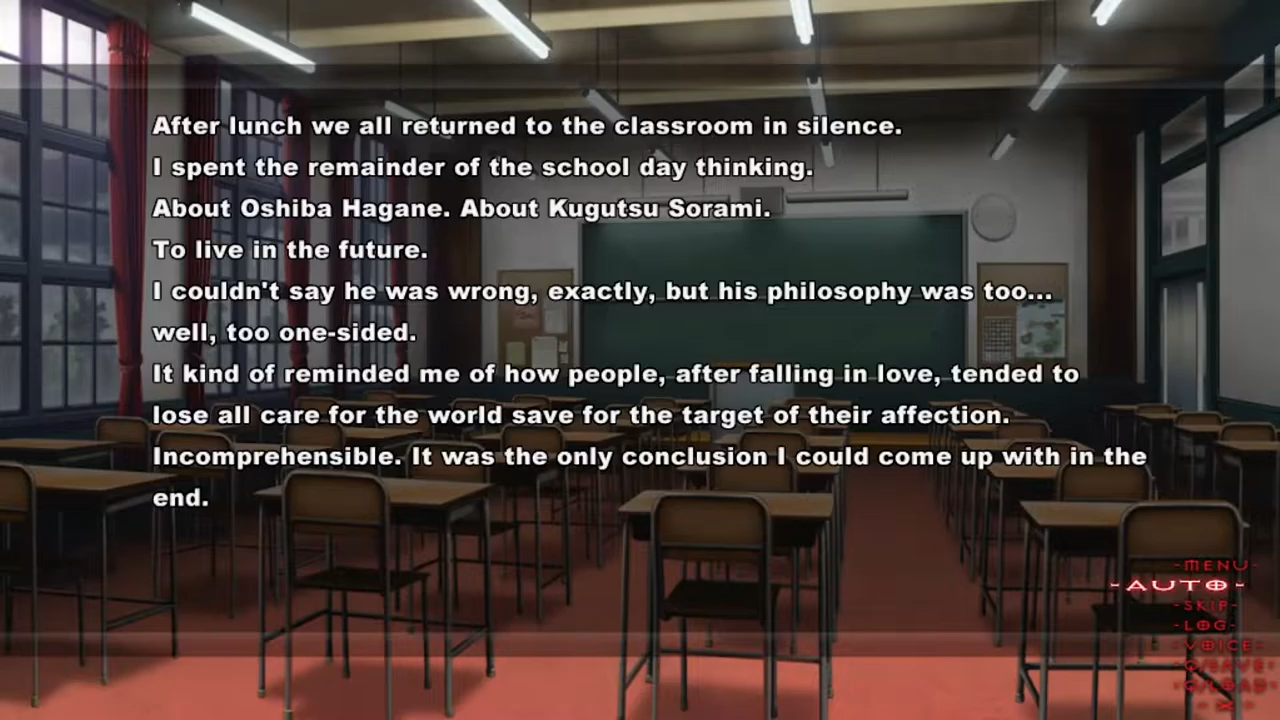 After lunch we all returned to the classroom in silence.
I spent the remainder of the school day thinking.
About Oshiba Hagane. About Kugutsu Sorami.
To live in the future.
I couldn't say he was wrong, exactly, but his philosophy was too...
well, too one-sided.
It kind of reminded me of how people, after falling in love, tended to
lose all care for the world save for the target of their affection.
Incomprehensible. It was the only conclusion I could come up with in the
end.
-MENU-
-AUTO-
-SKIP-
-LOG-
-VOICE-
-Q/SAVE-
-Q/LOAD-
-X-